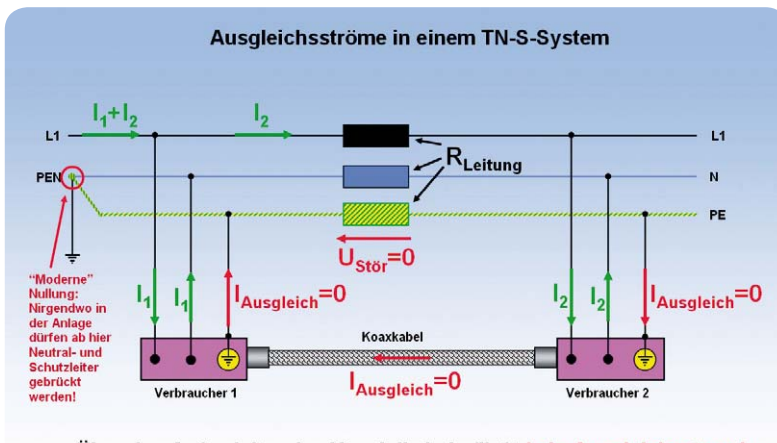 Ausgleichsströme in einem TN-S-System
I1+I2
I2
L1
L1
RLeitung
PEN
N
PE
UStör=0
"Moderne"
Nullung:
Nirgendwo in
der Anlage
dürfen ab hier
Neutral- und
Schutzleiter
gebrückt
werden!
I1
I1
IAusgleich=0
I2
I2
IAusgleich=0
Koaxkabel
IAusgleich=0
Verbraucher 1
Verbraucher 2